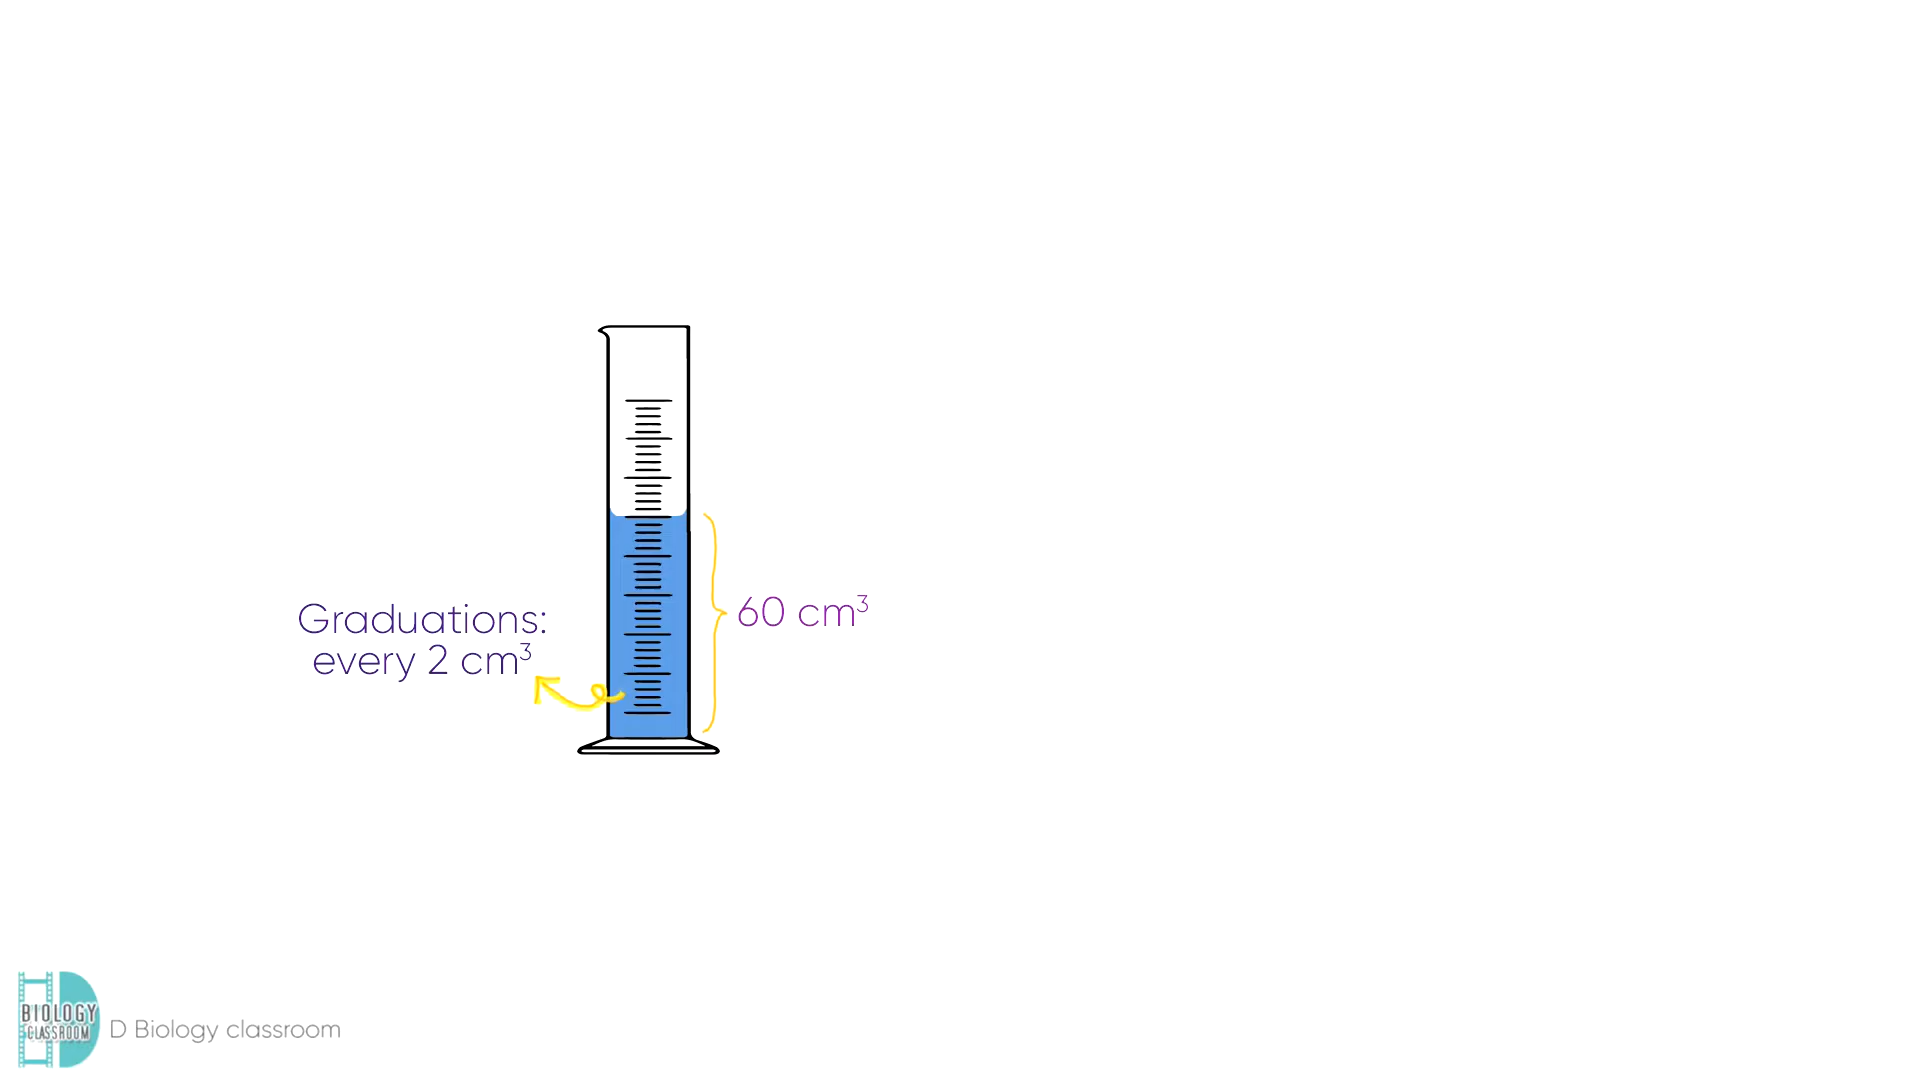 Graduations:
every 2 cm³
60 cm³
BIOLOGY
CLASSROOM
D Biology classroom